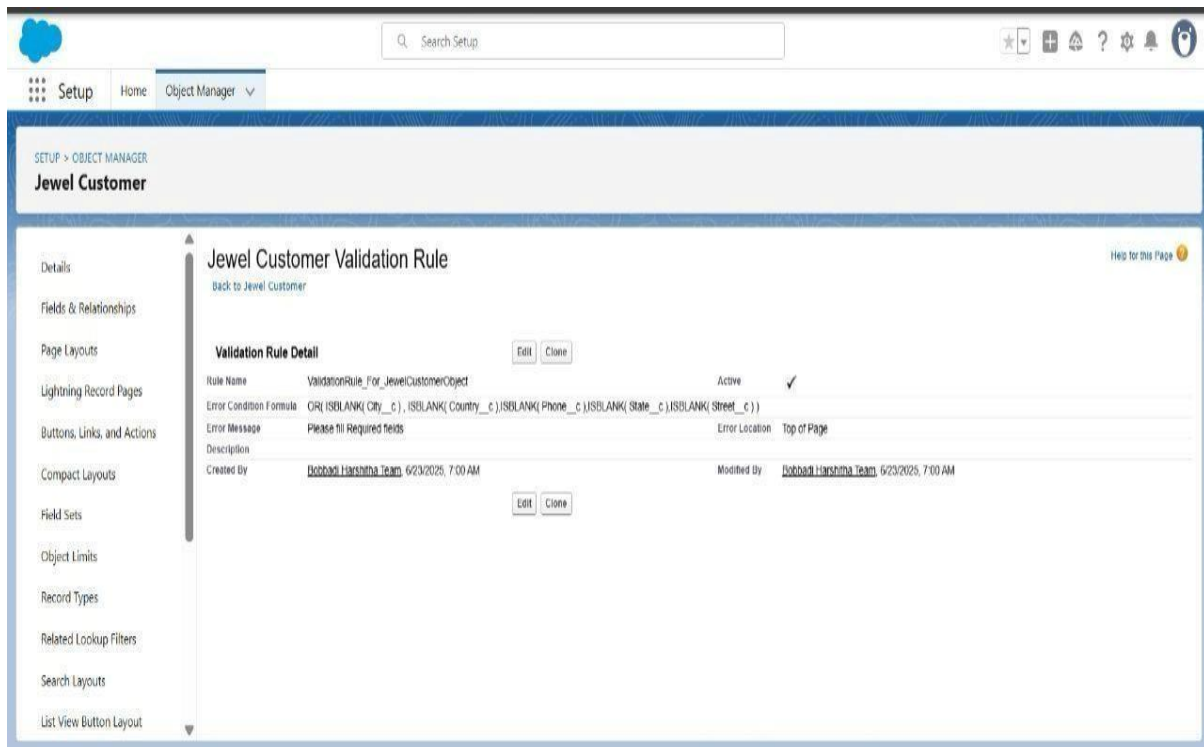 Search Setup
Setup Home Object Manager
SETUP > OBJECT MANAGER
Jewel Customer
Details
Fields & Relationships
Page Layouts
Lightning Record Pages
Buttons, Links, and Actions
Compact Layouts
Field Sets
Object Limits
Record Types
Related Lookup Filters
Search Layouts
List View Button Layout
Jewel Customer Validation Rule
Help for this Page
Back to Jewel Customer
Validation Rule Detail Edit Clone
Rule Name ValidationRule_For_JewelCustomerObject Active
Error Condition Formula OR( ISBLANK( City__c ) , ISBLANK( Country__c ),ISBLANK( Phone__c ),ISBLANK( State__c ),ISBLANK( Street__c ) )
Error Message Please fill Required fields Error Location Top of Page
Description
Created By Bobbadi Harshitha Team, 6/23/2025, 7:00 AM Modified By Bobbadi Harshitha Team, 6/23/2025, 7:00 AM
Edit Clone